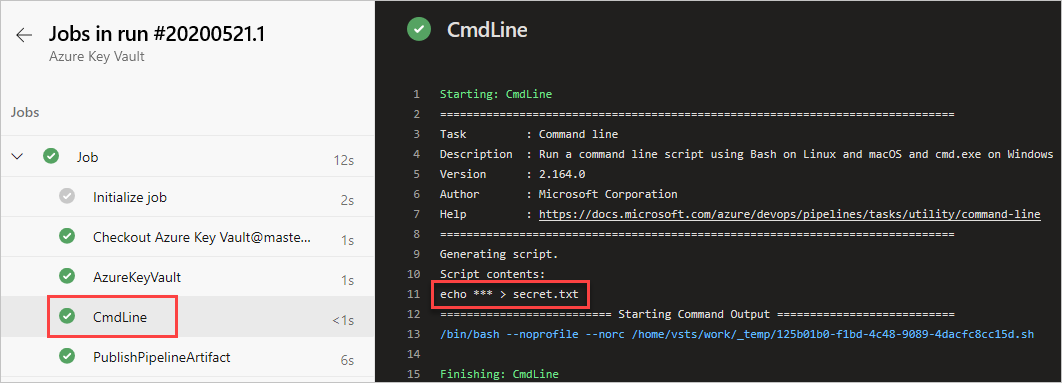 Jobs in run #20200521.1
Azure Key Vault
Jobs
Job 12s
Initialize job 2s
Checkout Azure Key Vault@maste... 1s
AzureKeyVault 1s
CmdLine <1s
PublishPipelineArtifact 6s
CmdLine
1 Starting: CmdLine
2 ==============================================================================
3 Task : Command line
4 Description : Run a command line script using Bash on Linux and macOS and cmd.exe on Windows
5 Version : 2.164.0
6 Author : Microsoft Corporation
7 Help : https://docs.microsoft.com/azure/devops/pipelines/tasks/utility/command-line
8 ==============================================================================
9 Generating script.
10 Script contents:
11 echo *** > secret.txt
12 ========================== Starting Command Output ===========================
13 /bin/bash --noprofile --norc /home/vsts/work/_temp/125b01b0-f1bd-4c48-9089-4dacfc8cc15d.sh
14
15 Finishing: CmdLine